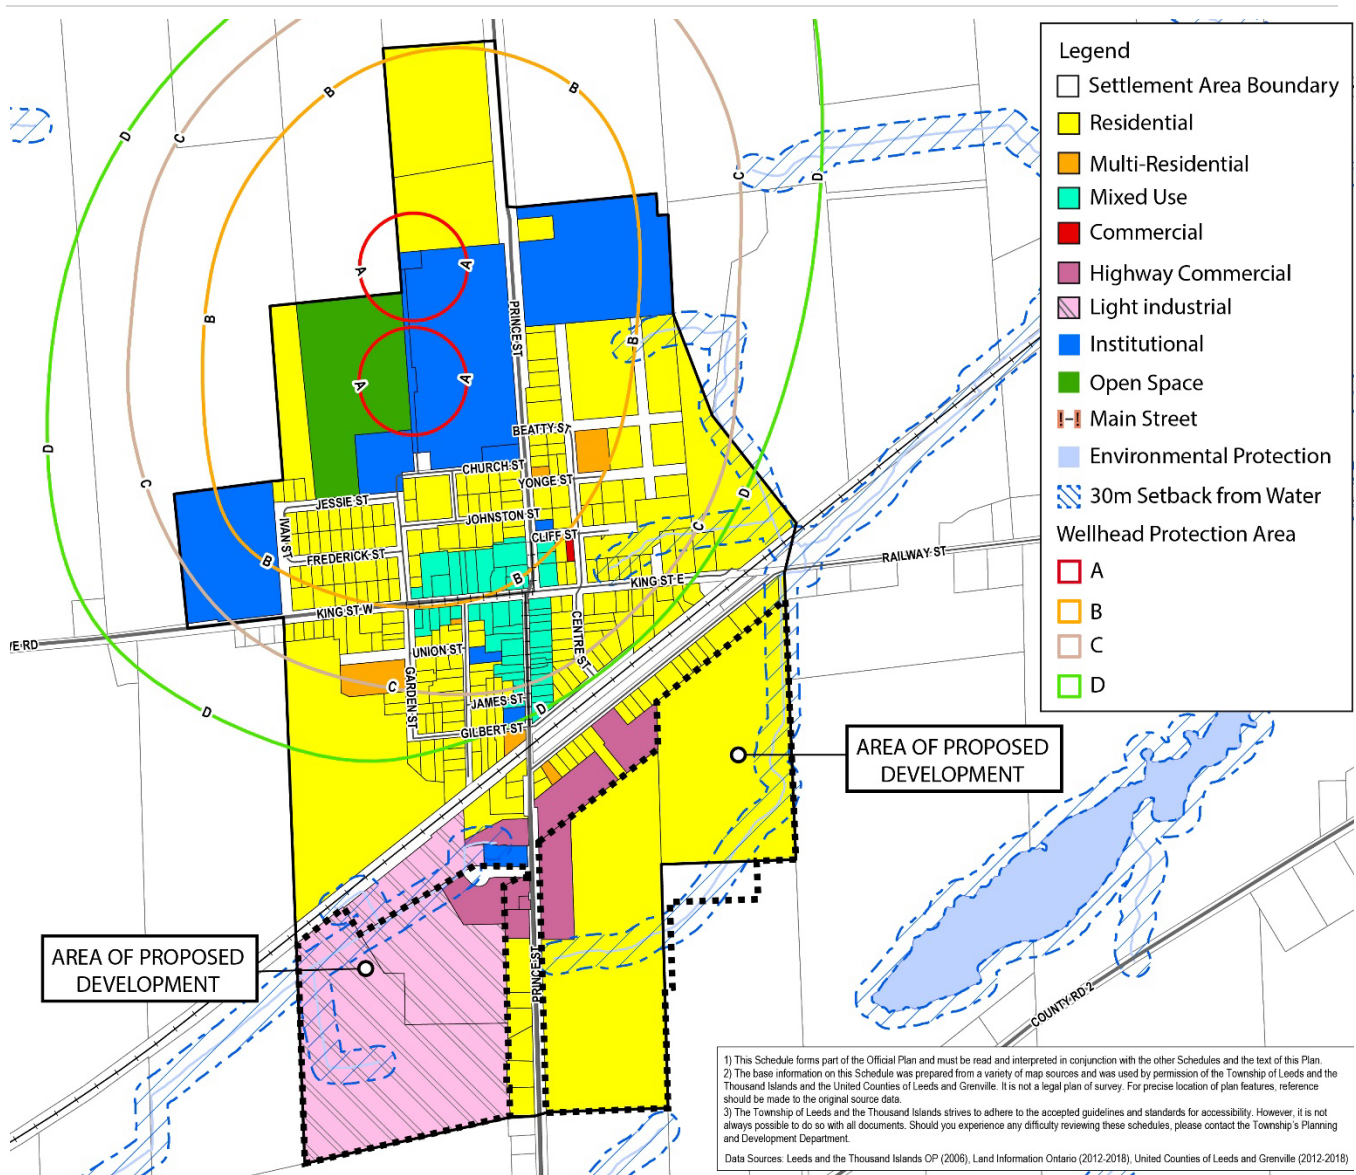 Legend
Settlement Area Boundary
Residential
Multi-Residential
Mixed Use
Commercial
Highway Commercial
Light industrial
Institutional
Open Space
Main Street
Environmental Protection
30m Setback from Water
Wellhead Protection Area
A
B
C
D
B
B
D
C
C
D
A
A
B
PRINCE ST
B
A
A
BEATTY ST
D
CHURCH ST
C
YONGE ST
D
JESSIE ST
JOHNSTON ST
IVAN ST
CLIFF ST
C
FREDERICK ST
B
B
RAILWAY ST
KING ST E
KING ST W
VE RD
CENTRE ST
UNION ST
GARDEN ST
C
JAMES ST
D
D
GILBERT ST
AREA OF PROPOSED
DEVELOPMENT
AREA OF PROPOSED
DEVELOPMENT
PRINCE ST
COUNTY RD 2
1) This Schedule forms part of the Official Plan and must be read and interpreted in conjunction with the other Schedules and the text of this Plan.
2) The base information on this Schedule was prepared from a variety of map sources and was used by permission of the Township of Leeds and the
Thousand Islands and the United Counties of Leeds and Grenville. It is not a legal plan of survey. For precise location of plan features, reference
should be made to the original source data.
3) The Township of Leeds and the Thousand Islands strives to adhere to the accepted guidelines and standards for accessibility. However, it is not
always possible to do so with all documents. Should you experience any difficulty reviewing these schedules, please contact the Township's Planning
and Development Department.
Data Sources: Leeds and the Thousand Islands OP (2006), Land Information Ontario (2012-2018), United Counties of Leeds and Grenville (2012-2018)